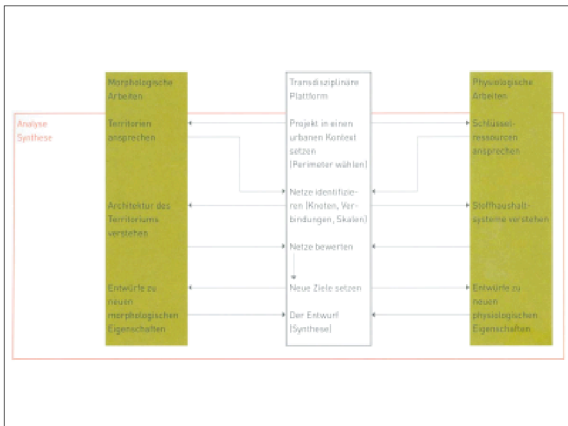 Morphologische
Arbeiten
Transdisziplinäre
Plattform
Physiologische
Arbeiten
Analyse
Synthese
Territorien
ansprechen
Projekt in einen
urbanen Kontext
setzen
(Perimeter wählen)
Schlüssel-
ressourcen
ansprechen
Architektur des
Territoriums
verstehen
Netze identifizie-
ren (Knoten, Ver-
bindungen, Skalen)
Stoffhaushalt-
systeme verstehen
Netze bewerten
Entwürfe zu
neuen
morphologischen
Eigenschaften
Neue Ziele setzen
Der Entwurf
(Synthese)
Entwürfe zu
neuen
physiologischen
Eigenschaften